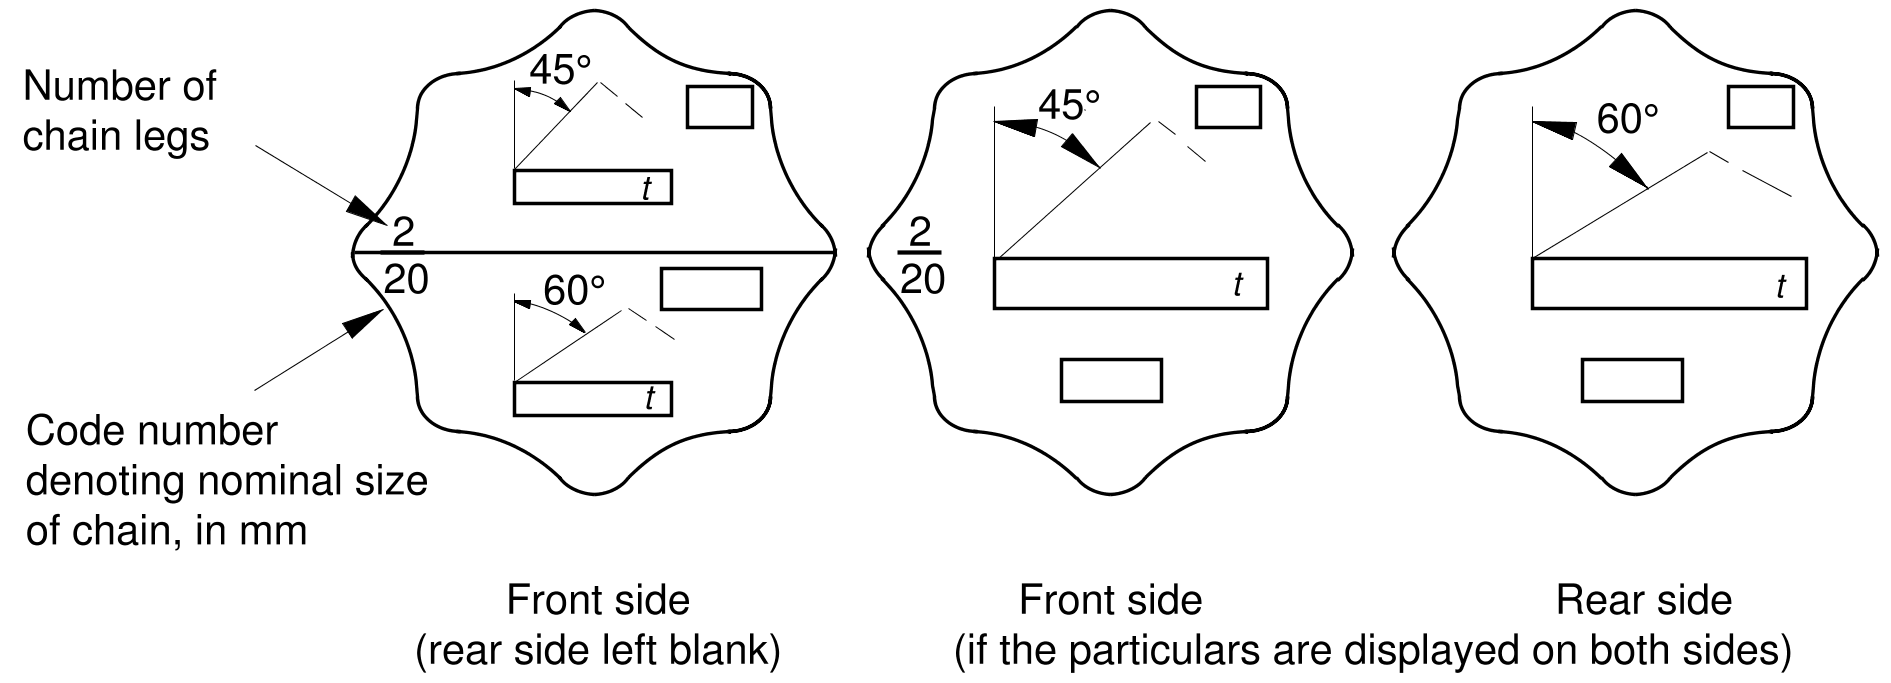 Number of
chain legs
45°
t
2
20
60°
t
Code number
denoting nominal size
of chain, in mm
Front side
(rear side left blank)
45°
2
20
t
60°
t
Front side
Rear side
(if the particulars are displayed on both sides)